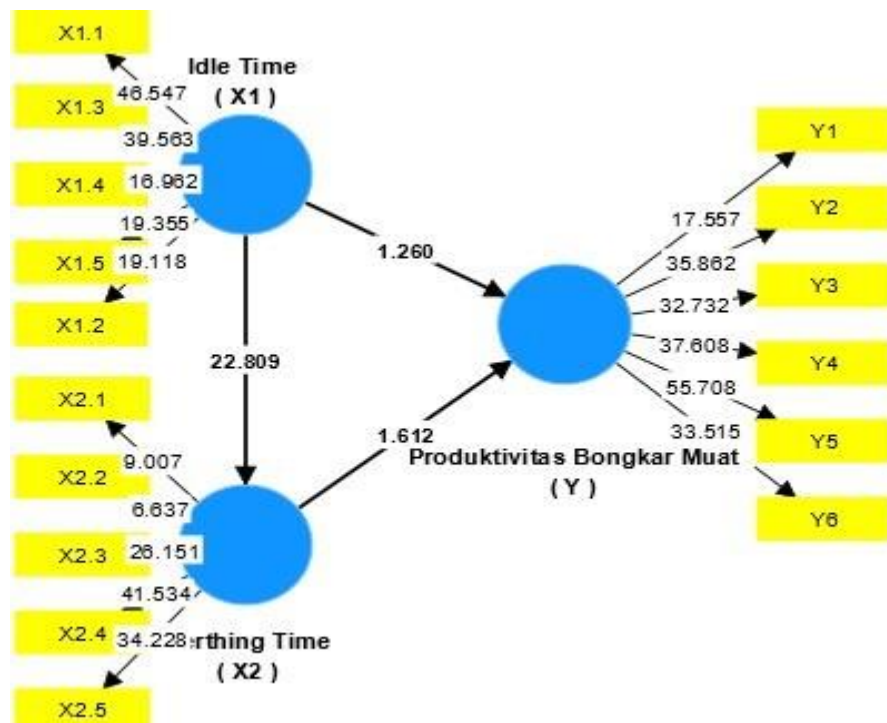 X1.1
X1.3
X1.4
X1.5
X1.2
Idle Time
( X1 )
46.547
39.563
16.962
19.355
19.118
1.260
22.809
1.612
X2.1
X2.2
X2.3
X2.4
X2.5
9.007
6.637
26.151
41.534
34.228
erthing Time
( X2 )
Produktivitas Bongkar Muat
( Y )
17.557
35.862
32.732
37.608
55.708
33.515
Y1
Y2
Y3
Y4
Y5
Y6